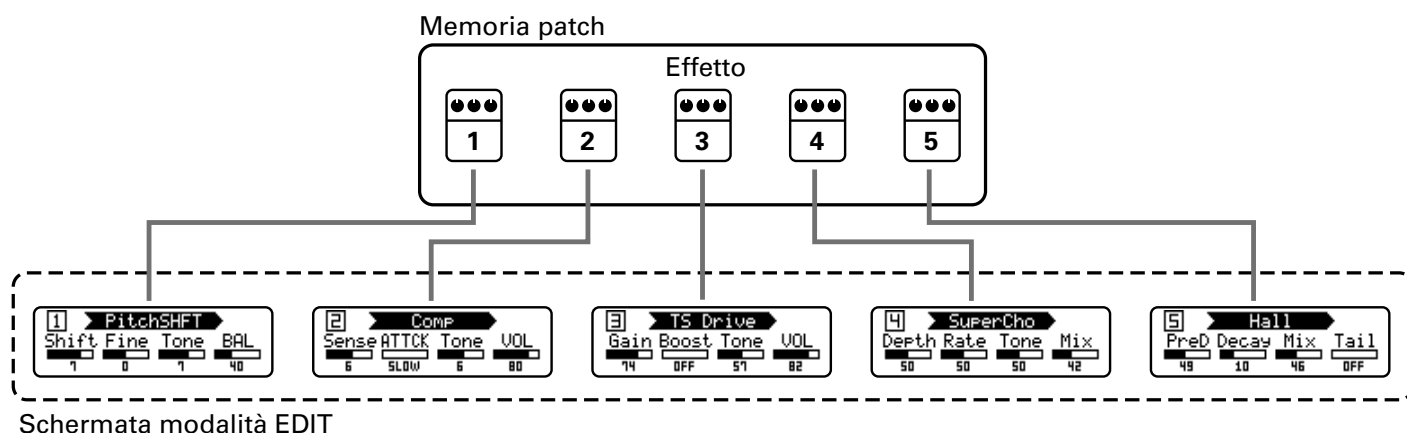 Memoria patch
Effetto
1 2 3 4 5
1 PitchSHFT
Shift Fine Tone BAL
7 0 7 40
2 Comp
Sense ATTCK Tone VOL
6 SLOW 6 80
3 TS Drive
Gain Boost Tone VOL
74 OFF 57 82
4 SuperCho
Depth Rate Tone Mix
50 50 50 42
5 Hall
PreD Decay Mix Tail
49 10 46 OFF
Schermata modalità EDIT